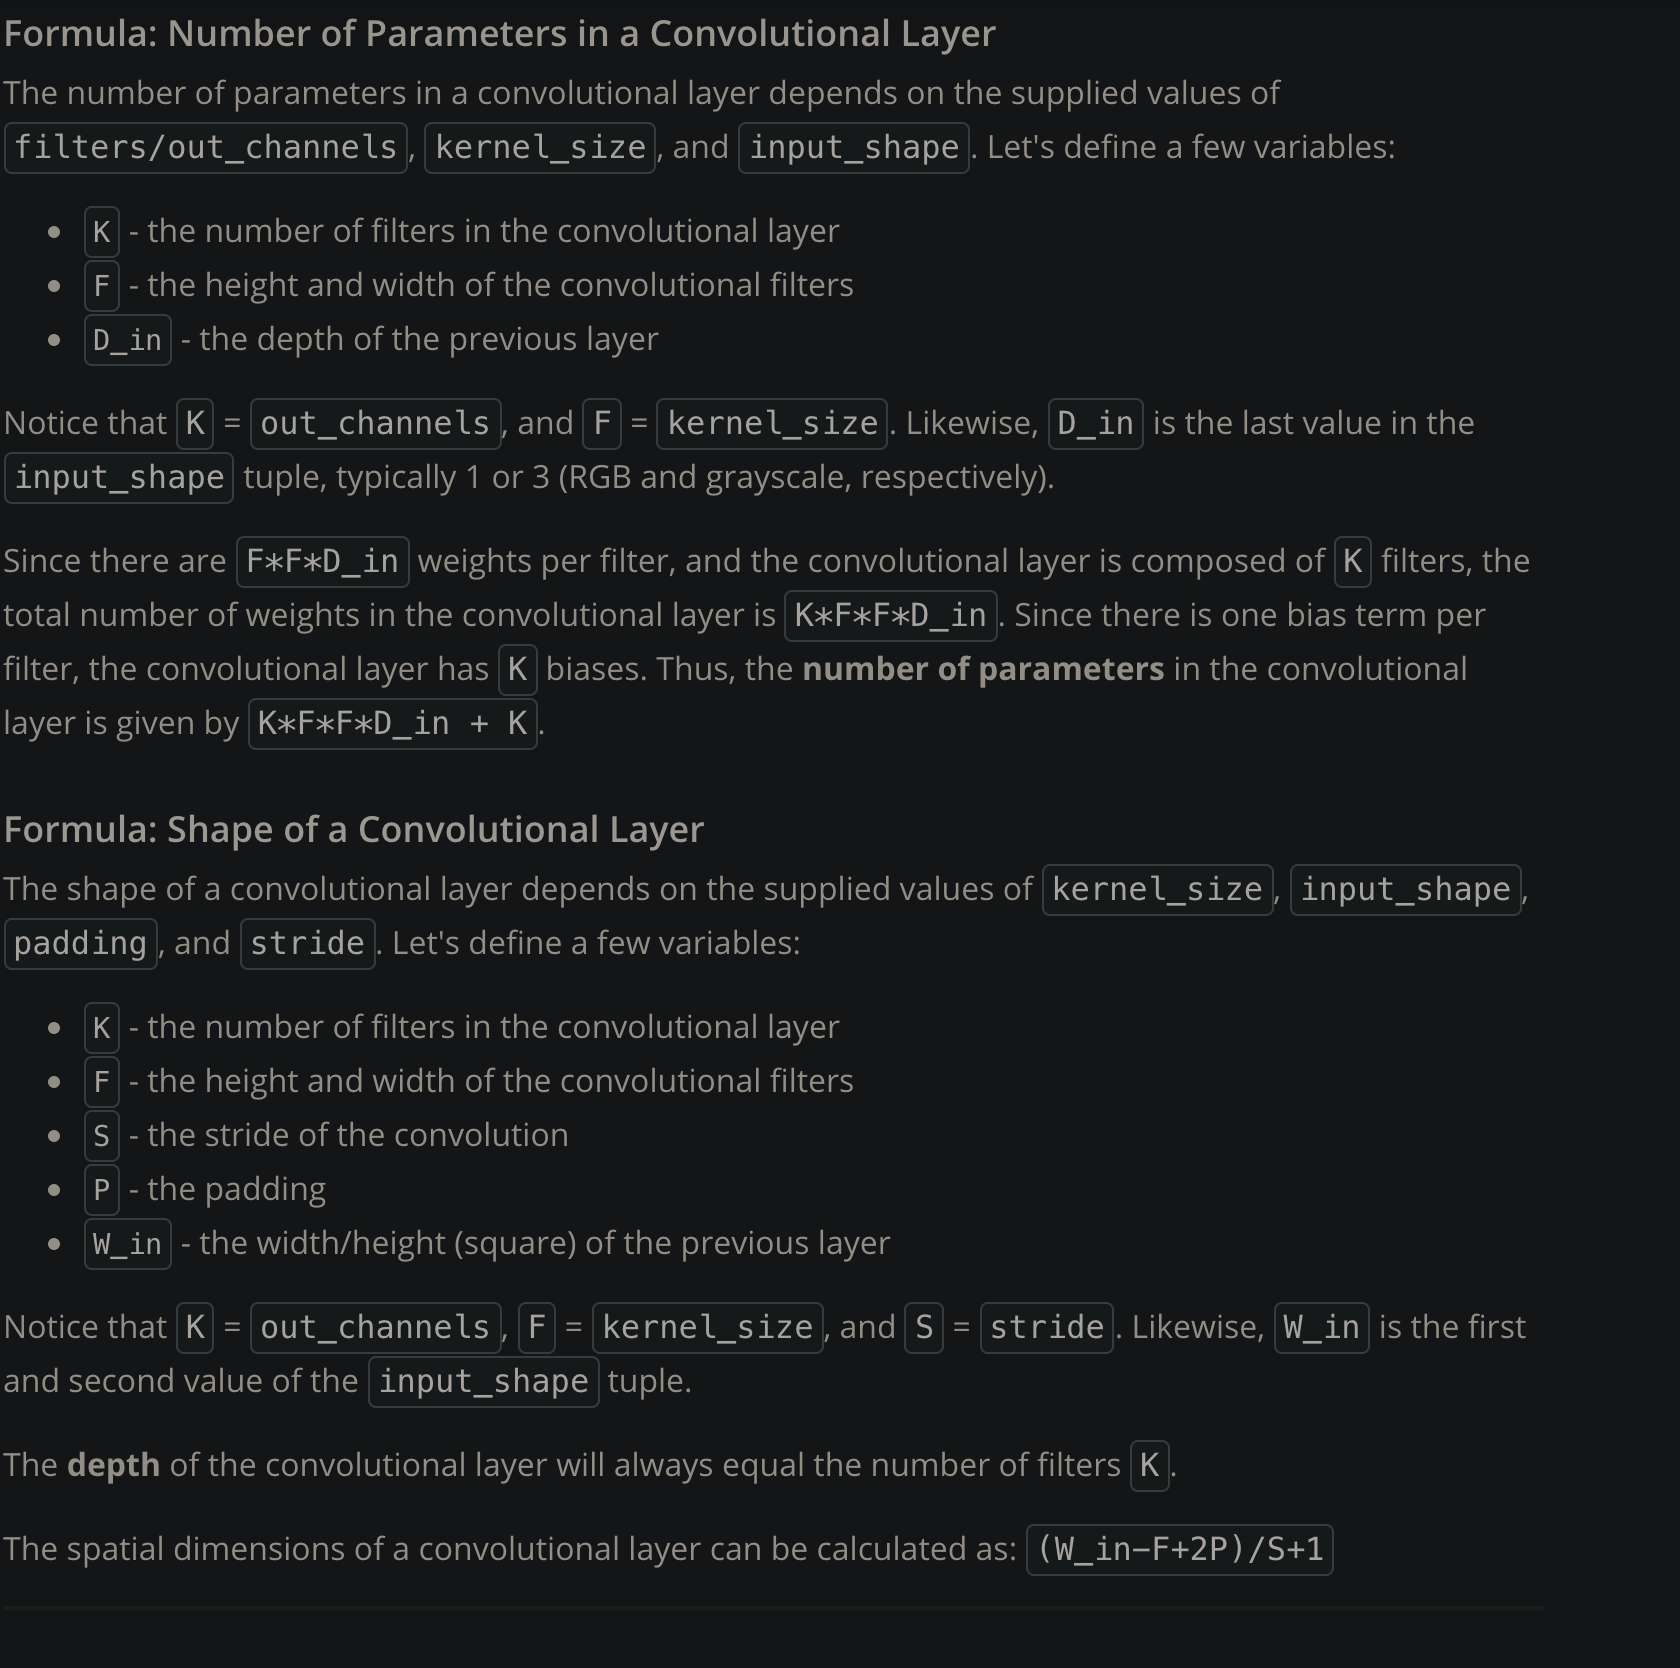 Formula: Number of Parameters in a Convolutional Layer
The number of parameters in a convolutional layer depends on the supplied values of
filters/out_channels, kernel_size, and input_shape. Let's define a few variables:
• K - the number of filters in the convolutional layer
• F - the height and width of the convolutional filters
• D_in - the depth of the previous layer
Notice that K = out_channels, and F = kernel_size. Likewise, D_in is the last value in the
input_shape tuple, typically 1 or 3 (RGB and grayscale, respectively).
Since there are F*F*D_in weights per filter, and the convolutional layer is composed of K filters, the
total number of weights in the convolutional layer is K*F*F*D_in. Since there is one bias term per
filter, the convolutional layer has K biases. Thus, the number of parameters in the convolutional
layer is given by K*F*F*D_in + K.
Formula: Shape of a Convolutional Layer
The shape of a convolutional layer depends on the supplied values of kernel_size, input_shape,
padding, and stride. Let's define a few variables:
• K - the number of filters in the convolutional layer
• F - the height and width of the convolutional filters
• S - the stride of the convolution
• P - the padding
• W_in - the width/height (square) of the previous layer
Notice that K = out_channels, F = kernel_size, and S = stride. Likewise, W_in is the first
and second value of the input_shape tuple.
The depth of the convolutional layer will always equal the number of filters K.
The spatial dimensions of a convolutional layer can be calculated as: (W_in−F+2P)/S+1